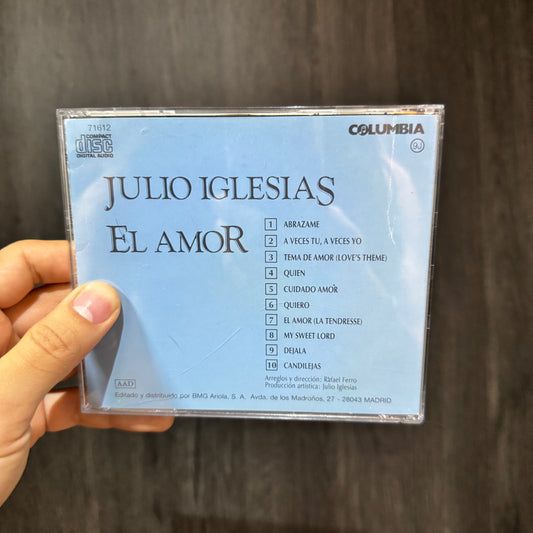 71612
COMPACT
disc
DIGITAL AUDIO
COLUMBIA
JULIO IGLESIAS
EL AMOR
1 ABRAZAME
2 A VECES TU, A VECES YO
3 TEMA DE AMOR (LOVE'S THEME)
4 QUIEN
5 CUIDADO AMOR
6 QUIERO
7 EL AMOR (LA TENDRESSE)
8 MY SWEET LORD
9 DEJALA
10 CANDILEJAS
Arreglos y dirección: Ráfael Ferro
Producción artística: Julio Iglesias
AAD
Editado y distribuido por BMG Ariola, S. A. Avda. de los Madroños, 27 - 28043 MADRID